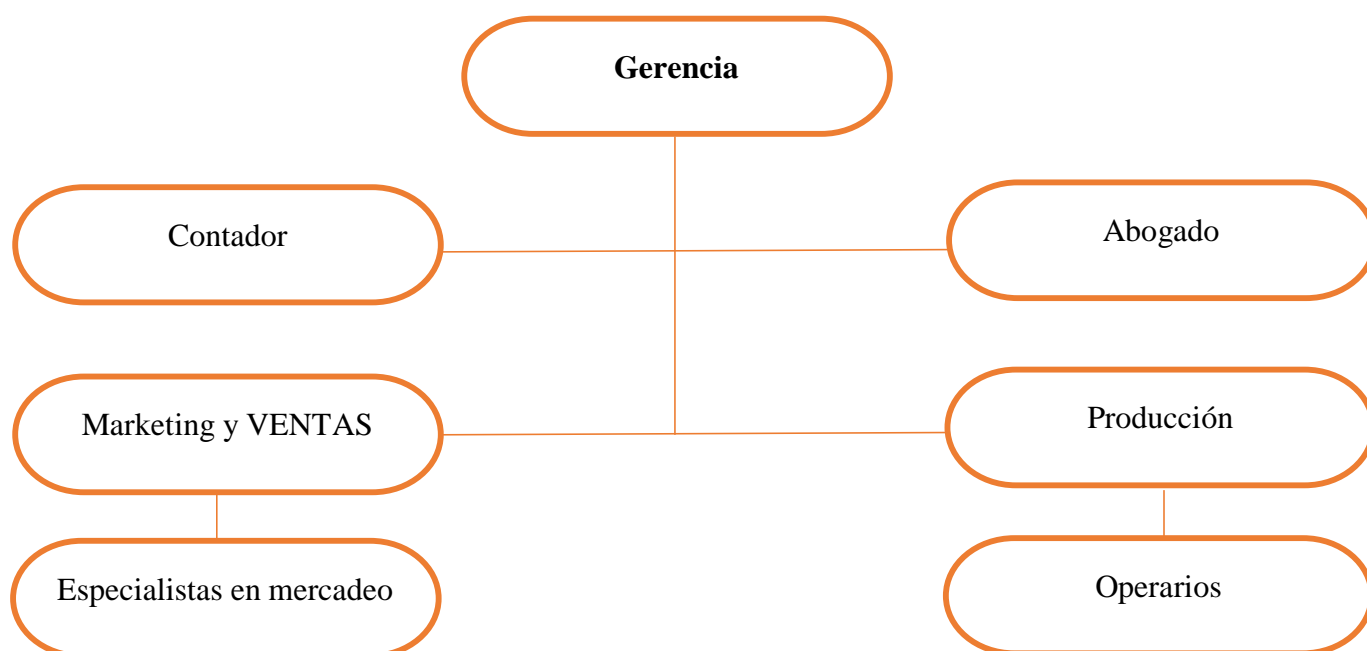 Gerencia
Contador
Abogado
Marketing y VENTAS
Producción
Especialistas en mercadeo
Operarios